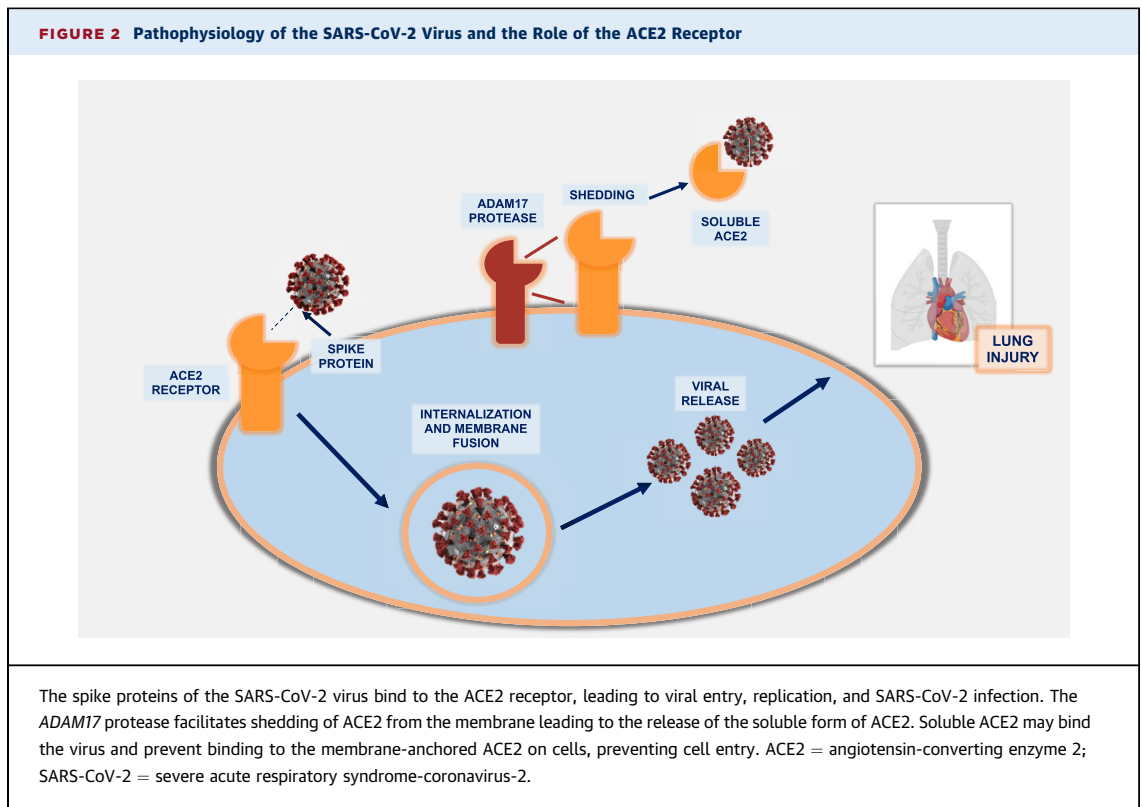 FIGURE 2 Pathophysiology of the SARS-CoV-2 Virus and the Role of the ACE2 Receptor
ADAM17
PROTEASE
SHEDDING
SOLUBLE
ACE2
SPIKE
PROTEIN
ACE2
RECEPTOR
INTERNALIZATION
AND MEMBRANE
FUSION
VIRAL
RELEASE
LUNG
INJURY
The spike proteins of the SARS-CoV-2 virus bind to the ACE2 receptor, leading to viral entry, replication, and SARS-CoV-2 infection. The
ADAM17 protease facilitates shedding of ACE2 from the membrane leading to the release of the soluble form of ACE2. Soluble ACE2 may bind
the virus and prevent binding to the membrane-anchored ACE2 on cells, preventing cell entry. ACE2 = angiotensin-converting enzyme 2;
SARS-CoV-2 = severe acute respiratory syndrome-coronavirus-2.